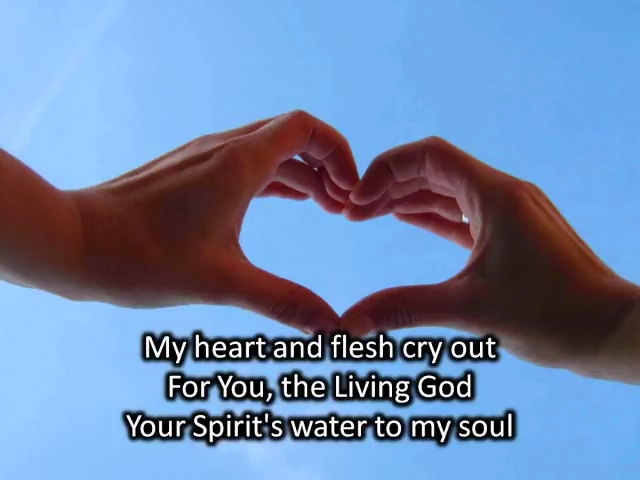 My heart and flesh cry out
For You, the Living God
Your Spirit's water to my soul